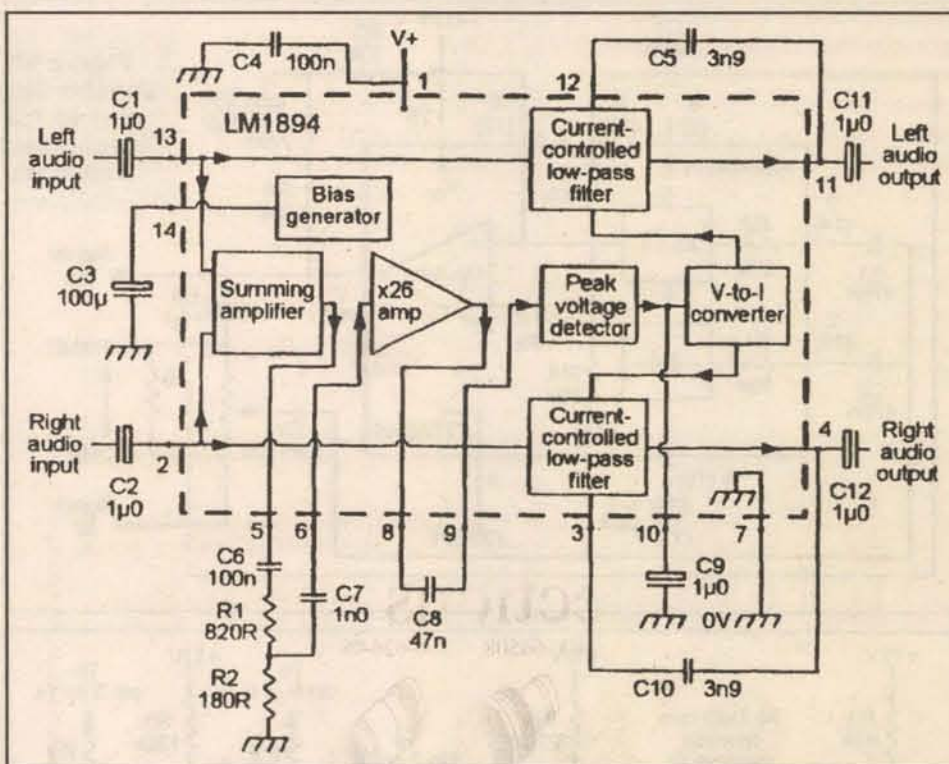 V+
C4
100n
1
12
C5
3n9
C1
1µ0
13
LM1894
C11
1µ0
Left
audio
input
Current-
controlled
low-pass
filter
Left
audio
output
11
Bias
generator
14
C3
100µ
Summing
amplifier
x26
amp
Peak
voltage
detector
V-to-I
converter
Right
audio
input
2
C2
1µ0
Current-
controlled
low-pass
filter
4
Right
audio
output
C12
1µ0
5
6
8
9
3
10
7
C6
100n
R1
820R
R2
180R
C7
1n0
C8
47n
C9
1µ0
0V
C10
3n9